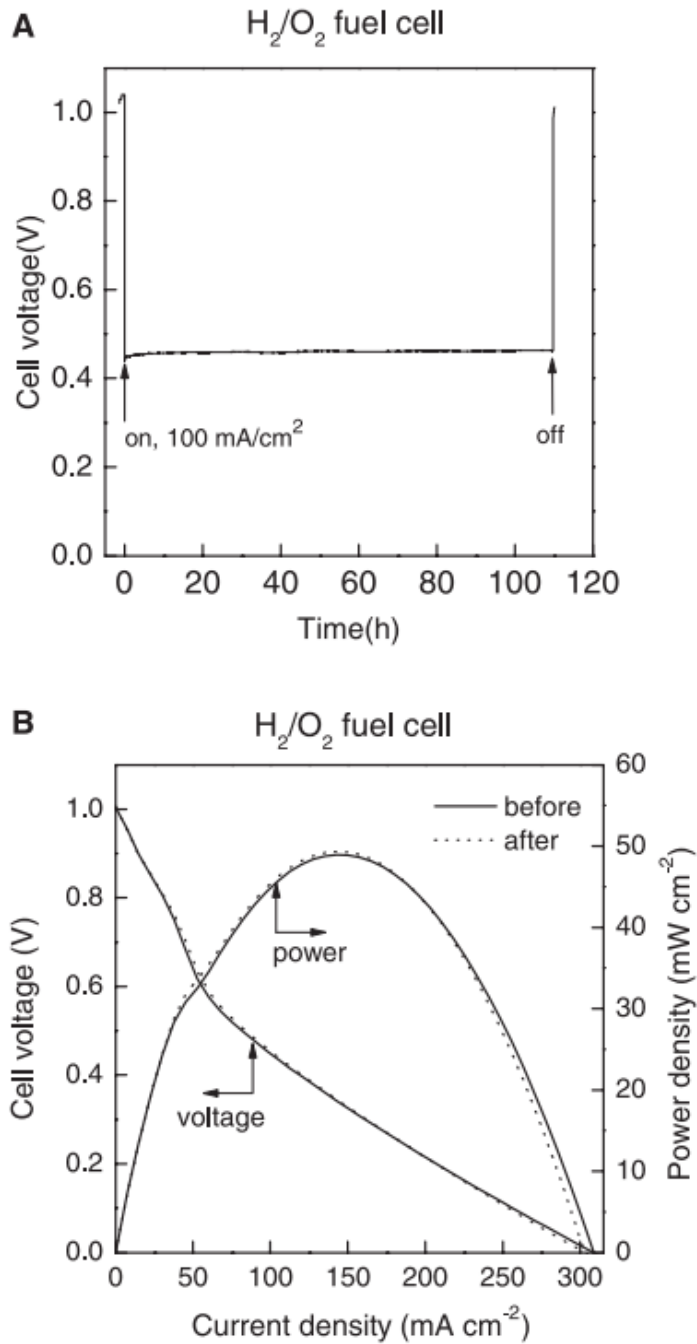 A
H₂/O₂ fuel cell
Cell voltage(V)
1.0
0.8
0.6
0.4
0.2
0.0
on, 100 mA/cm²
off
0 20 40 60 80 100 120
Time(h)
B
H₂/O₂ fuel cell
Cell voltage (V)
1.0
0.8
0.6
0.4
0.2
0.0
before
after
power
voltage
60
50
40
30
20
10
0
Power density (mW cm⁻²)
0 50 100 150 200 250 300
Current density (mA cm⁻²)